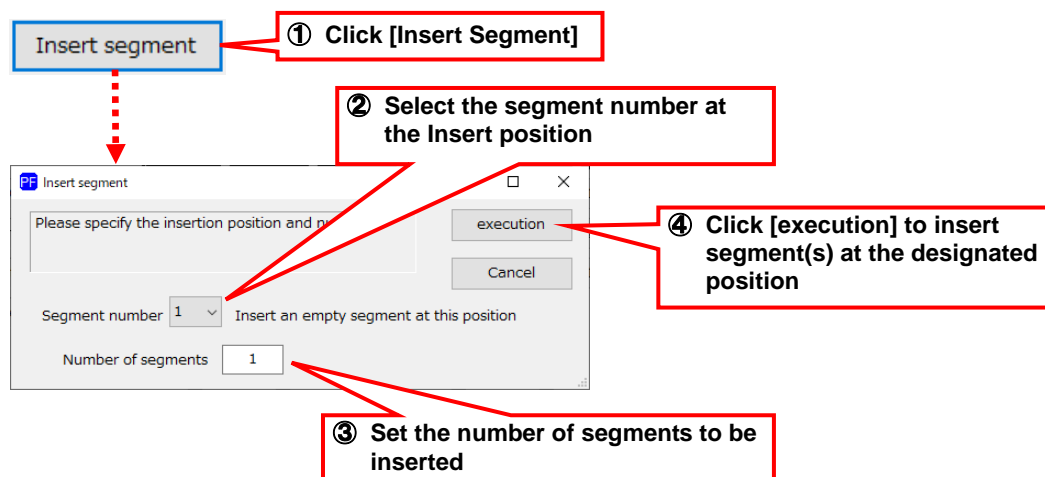 Insert segment
① Click [Insert Segment]
② Select the segment number at
the Insert position
PF Insert segment
Please specify the insertion position and
execution
Cancel
④ Click [execution] to insert
segment(s) at the designated
position
Segment number 1 Insert an empty segment at this position
Number of segments 1
③ Set the number of segments to be
inserted